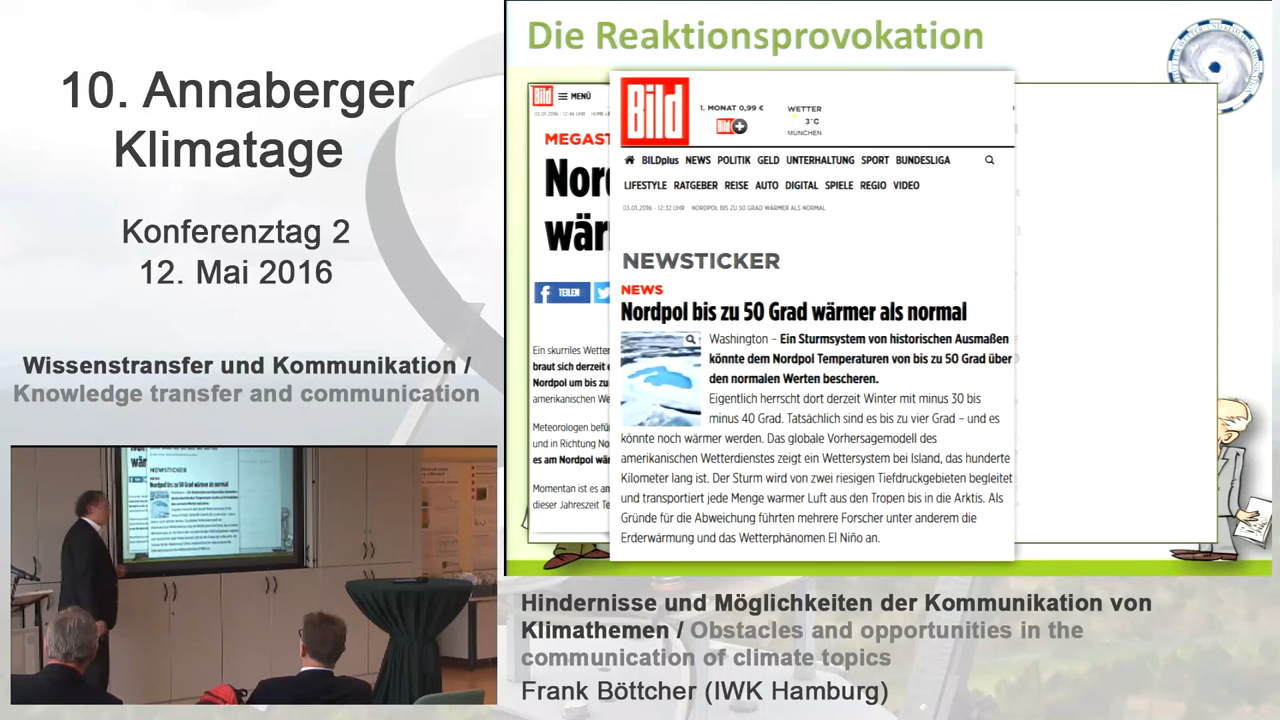 10. Annaberger
Klimatage
Konferenztag 2
12. Mai 2016
Wissenstransfer und Kommunikation /
Knowledge transfer and communication
Die Reaktionsprovokation
Bild
MENÜ
MEGAST
Nor
wär
TEILEN
Ein skurriles Wetter
braut sich derzeit
Nordpol um bis zu
amerikanischen We
Meteorologen befü
und in Richtung No
es am Nordpol wär
Momentan ist es am
dieser Jahreszeit Te
Bild
1. MONAT 0,99 €
Bild+
WETTER
3°C
MÜNCHEN
BILDplus NEWS POLITIK GELD UNTERHALTUNG SPORT BUNDESLIGA
LIFESTYLE RATGEBER REISE AUTO DIGITAL SPIELE REGIO VIDEO
03.01.2016 - 12:32 UHR NORDPOL BIS ZU 50 GRAD WÄRMER ALS NORMAL
NEWSTICKER
NEWS
Nordpol bis zu 50 Grad wärmer als normal
Washington – Ein Sturmsystem von historischen Ausmaßen
könnte dem Nordpol Temperaturen von bis zu 50 Grad über
den normalen Werten bescheren.
Eigentlich herrscht dort derzeit Winter mit minus 30 bis
minus 40 Grad. Tatsächlich sind es bis zu vier Grad – und es
könnte noch wärmer werden. Das globale Vorhersagemodell des
amerikanischen Wetterdienstes zeigt ein Wettersystem bei Island, das hunderte
Kilometer lang ist. Der Sturm wird von zwei riesigen Tiefdruckgebieten begleitet
und transportiert jede Menge warmer Luft aus den Tropen bis in die Arktis. Als
Gründe für die Abweichung führten mehrere Forscher unter anderem die
Erderwärmung und das Wetterphänomen El Niño an.
Hindernisse und Möglichkeiten der Kommunikation von
Klimathemen / Obstacles and opportunities in the
communication of climate topics
Frank Böttcher (IWK Hamburg)